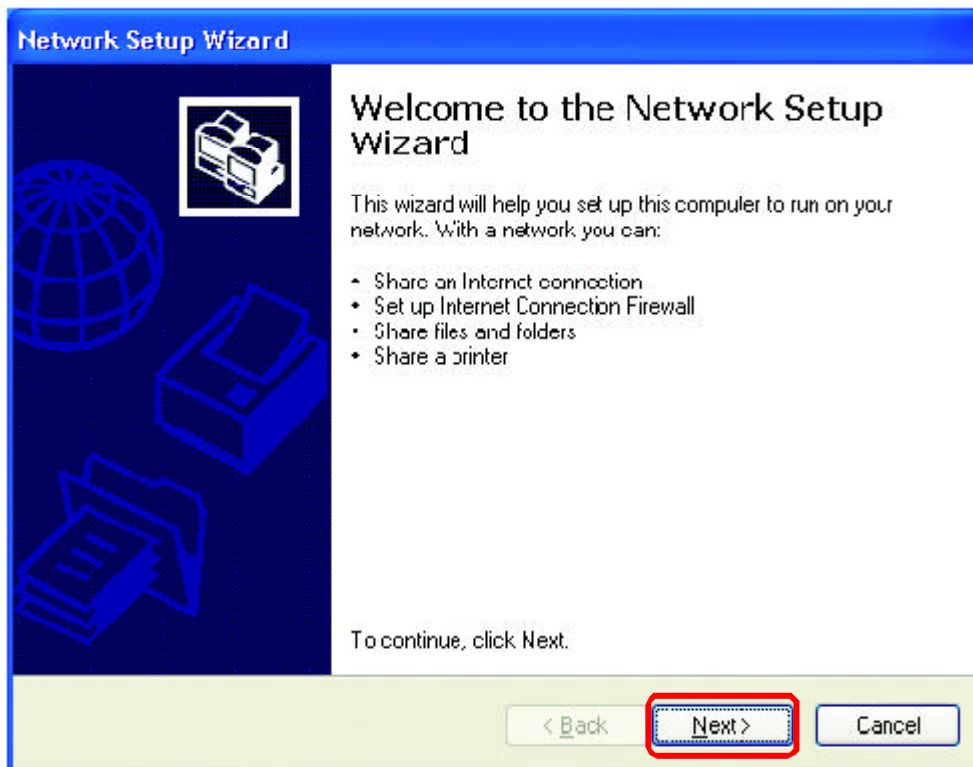 Network Setup Wizard
Welcome to the Network Setup
Wizard
This wizard will help you set up this computer to run on your
network. With a network you can:
• Share an Internet connection
• Set up Internet Connection Firewall
• Share files and folders
• Share a printer
To continue, click Next.
< Back
Next >
Cancel